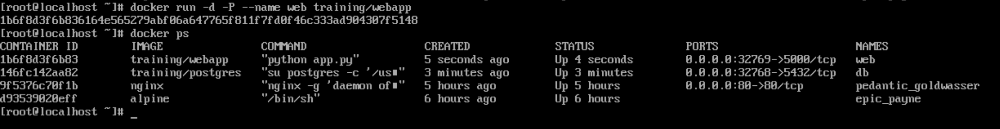 [root@localhost ~]# docker run -d -P --name web training/webapp
1b6f8d3f6b836164e565279abf06a647765f811f7fd0f46c333ad904307f5148
[root@localhost ~]# docker ps
CONTAINER ID IMAGE COMMAND CREATED STATUS PORTS NAMES
1b6f8d3f6b83 training/webapp "python app.py" 5 seconds ago Up 4 seconds 0.0.0.0:32769->5000/tcp web
146fc142aa82 training/postgres "su postgres -c '/us▪" 3 minutes ago Up 3 minutes 0.0.0.0:32768->5432/tcp db
9f5376c70f1b nginx "nginx -g 'daemon of▪" 5 hours ago Up 5 hours 0.0.0.0:80->80/tcp pedantic_goldwasser
d93539020eff alpine "/bin/sh" 6 hours ago Up 6 hours epic_payne
[root@localhost ~]# _